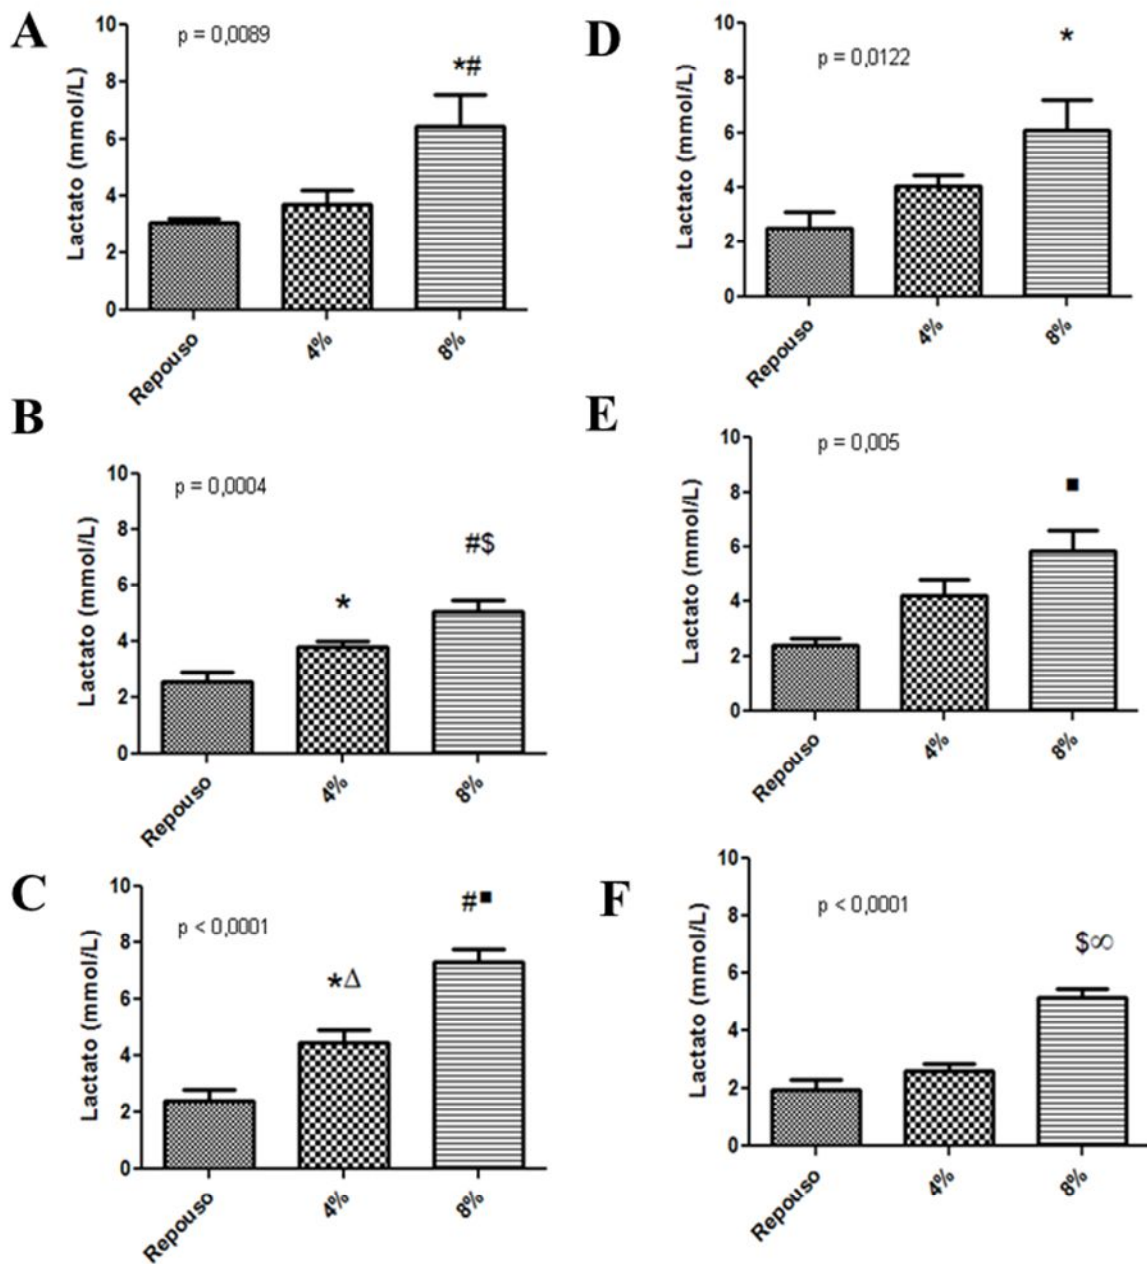 A
p = 0,0089
*#
Lactato (mmol/L)
10
8
6
4
2
0
Repouso
4%
8%
B
p = 0,0004
*
#$
Lactato (mmol/L)
10
8
6
4
2
0
Repouso
4%
8%
C
p < 0,0001
*Δ
#■
Lactato (mmol/L)
10
8
6
4
2
0
Repouso
4%
8%
D
p = 0,0122
*
Lactato (mmol/L)
10
8
6
4
2
0
Repouso
4%
8%
E
p = 0,005
■
Lactato (mmol/L)
10
8
6
4
2
0
Repouso
4%
8%
F
p < 0,0001
$∞
Lactato (mmol/L)
10
8
6
4
2
0
Repouso
4%
8%